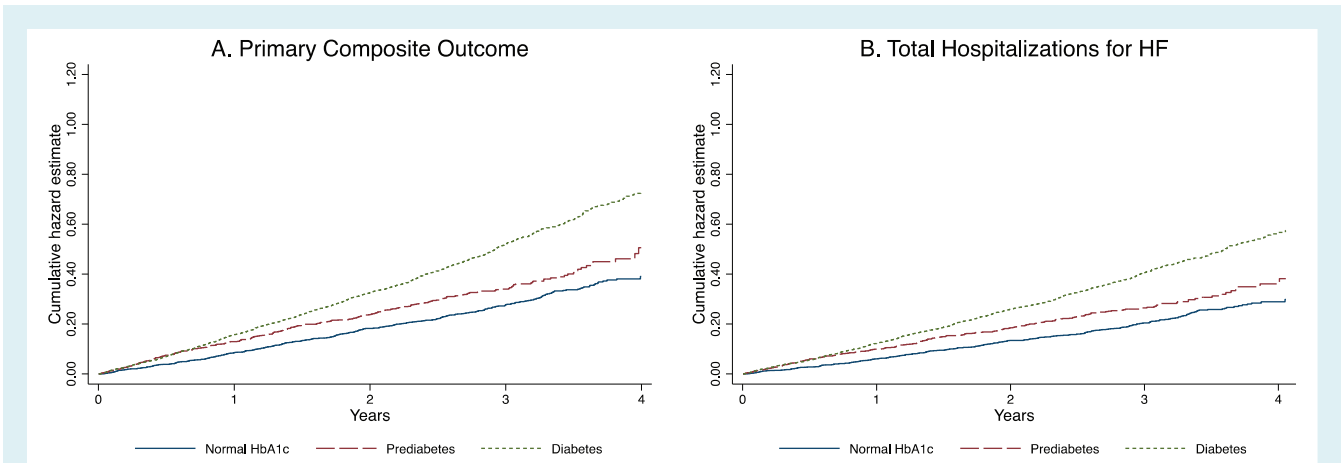 A. Primary Composite Outcome
Cumulative hazard estimate
1.20
1.00
0.80
0.60
0.40
0.20
0.00
0 1 2 3 4
Years
Normal HbA1c Prediabetes Diabetes
B. Total Hospitalizations for HF
Cumulative hazard estimate
1.20
1.00
0.80
0.60
0.40
0.20
0.00
0 1 2 3 4
Years
Normal HbA1c Prediabetes Diabetes